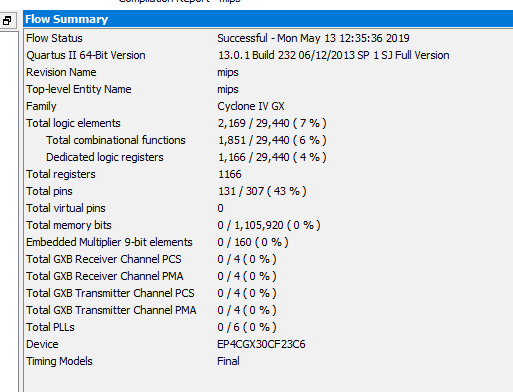 Compilation Report - mips
Flow Summary
Flow Status Successful - Mon May 13 12:35:36 2019
Quartus II 64-Bit Version 13.0.1 Build 232 06/12/2013 SP 1 SJ Full Version
Revision Name mips
Top-level Entity Name mips
Family Cyclone IV GX
Total logic elements 2,169 / 29,440 ( 7 % )
Total combinational functions 1,851 / 29,440 ( 6 % )
Dedicated logic registers 1,166 / 29,440 ( 4 % )
Total registers 1166
Total pins 131 / 307 ( 43 % )
Total virtual pins 0
Total memory bits 0 / 1,105,920 ( 0 % )
Embedded Multiplier 9-bit elements 0 / 160 ( 0 % )
Total GXB Receiver Channel PCS 0 / 4 ( 0 % )
Total GXB Receiver Channel PMA 0 / 4 ( 0 % )
Total GXB Transmitter Channel PCS 0 / 4 ( 0 % )
Total GXB Transmitter Channel PMA 0 / 4 ( 0 % )
Total PLLs 0 / 6 ( 0 % )
Device EP4CGX30CF23C6
Timing Models Final